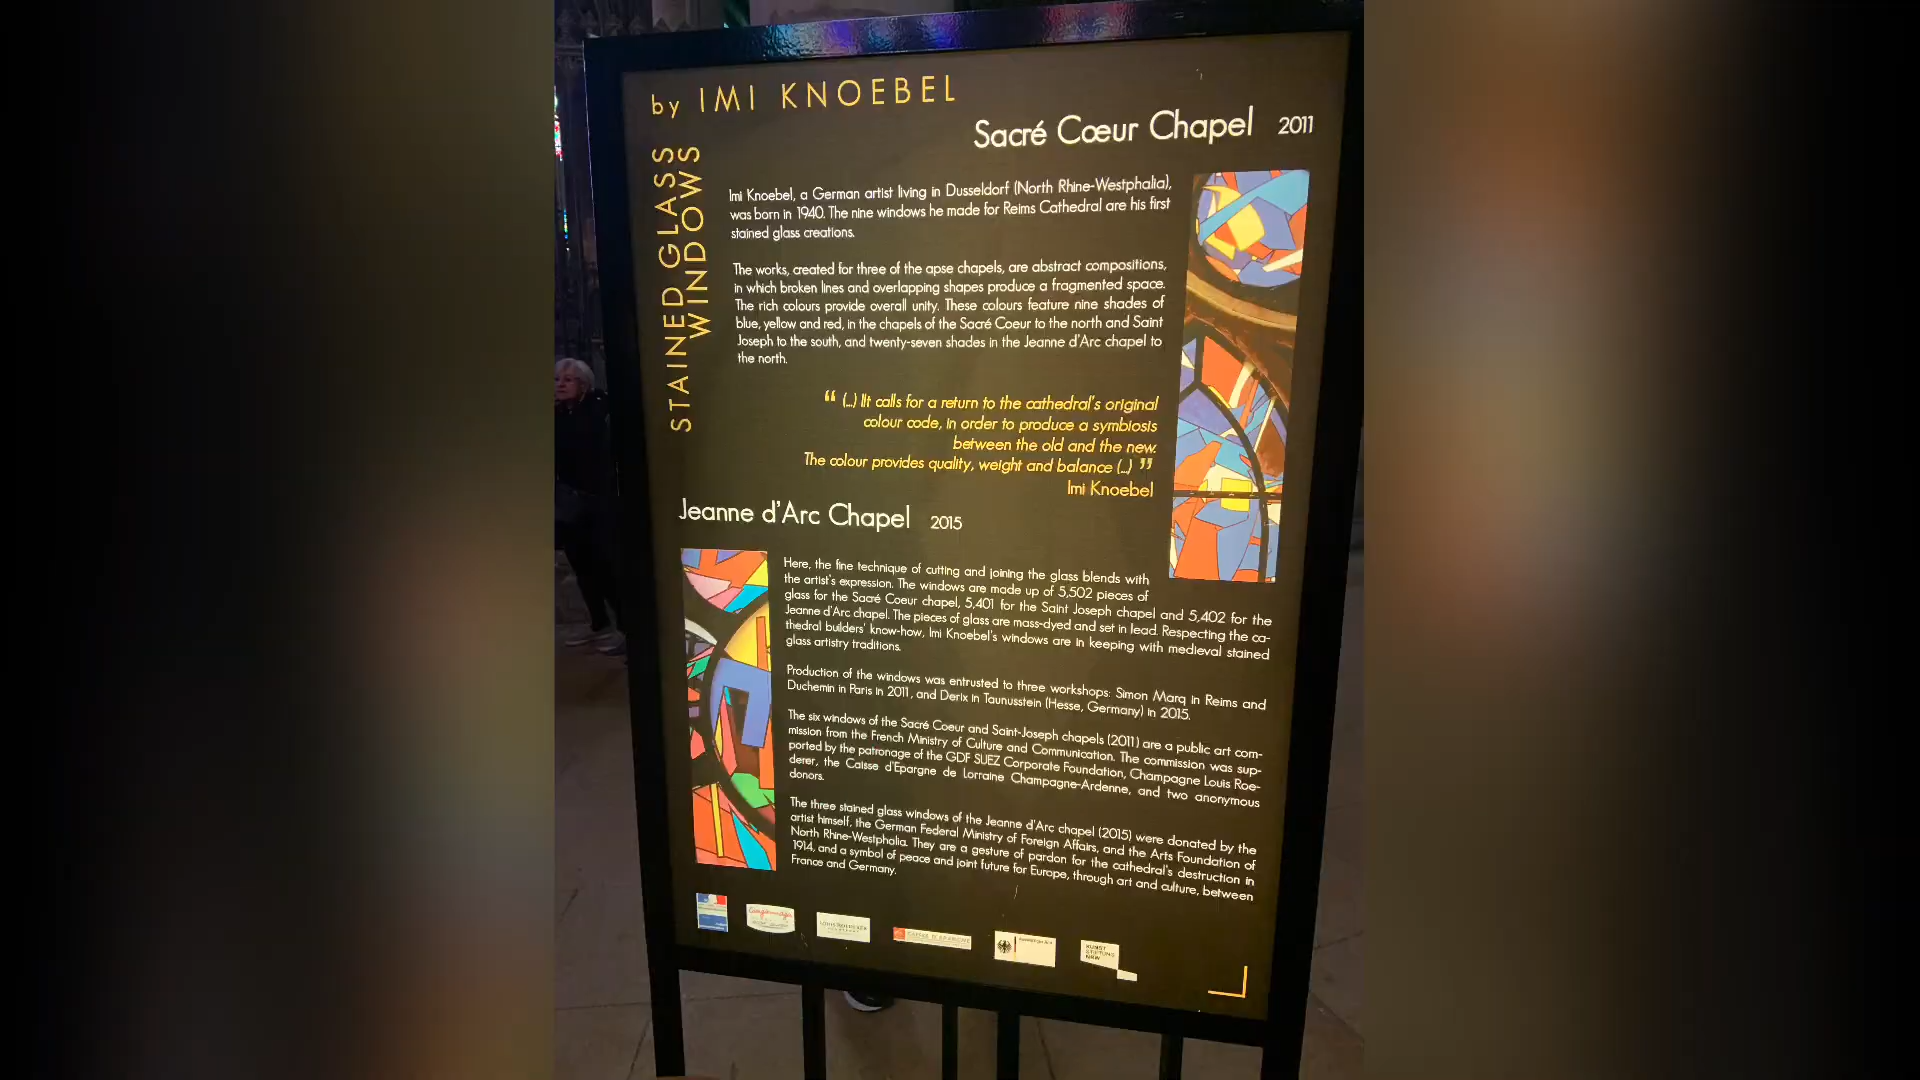 by IMI KNOEBEL
STAINED GLASS
WINDOWS
Sacré Cœur Chapel 2011
Imi Knoebel, a German artist living in Dusseldorf (North Rhine-Westphalia),
was born in 1940. The nine windows he made for Reims Cathedral are his first
stained glass creations.
The works, created for three of the apse chapels, are abstract compositions,
in which broken lines and overlapping shapes produce a fragmented space.
The rich colours provide overall unity. These colours feature nine shades of
blue, yellow and red, in the chapels of the Sacré Coeur to the north and Saint
Joseph to the south, and twenty-seven shades in the Jeanne d'Arc chapel to
the north.
“ (...) IIt calls for a return to the cathedral's original
colour code, in order to produce a symbiosis
between the old and the new.
The colour provides quality, weight and balance (...) ”
Imi Knoebel
Jeanne d'Arc Chapel 2015
Here, the fine technique of cutting and joining the glass blends with
the artist's expression. The windows are made up of 5,502 pieces of
glass for the Sacré Coeur chapel, 5,401 for the Saint Joseph chapel and 5,402 for the
Jeanne d'Arc chapel. The pieces of glass are mass-dyed and set in lead. Respecting the ca-
thedral builders' know-how, Imi Knoebel's windows are in keeping with medieval stained
glass artistry traditions.
Production of the windows was entrusted to three workshops: Simon Marq in Reims and
Duchemin in Paris in 2011, and Derix in Taunusstein (Hesse, Germany) in 2015.
The six windows of the Sacré Coeur and Saint-Joseph chapels (2011) are a public art com-
mission from the French Ministry of Culture and Communication. The commission was sup-
ported by the patronage of the GDF SUEZ Corporate Foundation, Champagne Louis Roe-
derer, the Caisse d'Epargne de Lorraine Champagne-Ardenne, and two anonymous
donors.
The three stained glass windows of the Jeanne d'Arc chapel (2015) were donated by the
artist himself, the German Federal Ministry of Foreign Affairs, and the Arts Foundation of
North Rhine-Westphalia. They are a gesture of pardon for the cathedral's destruction in
1914, and a symbol of peace and joint future for Europe, through art and culture, between
France and Germany.
LOUIS ROEDERER
CAISSE D'EPARGNE
KUNST
STIFTUNG
NRW